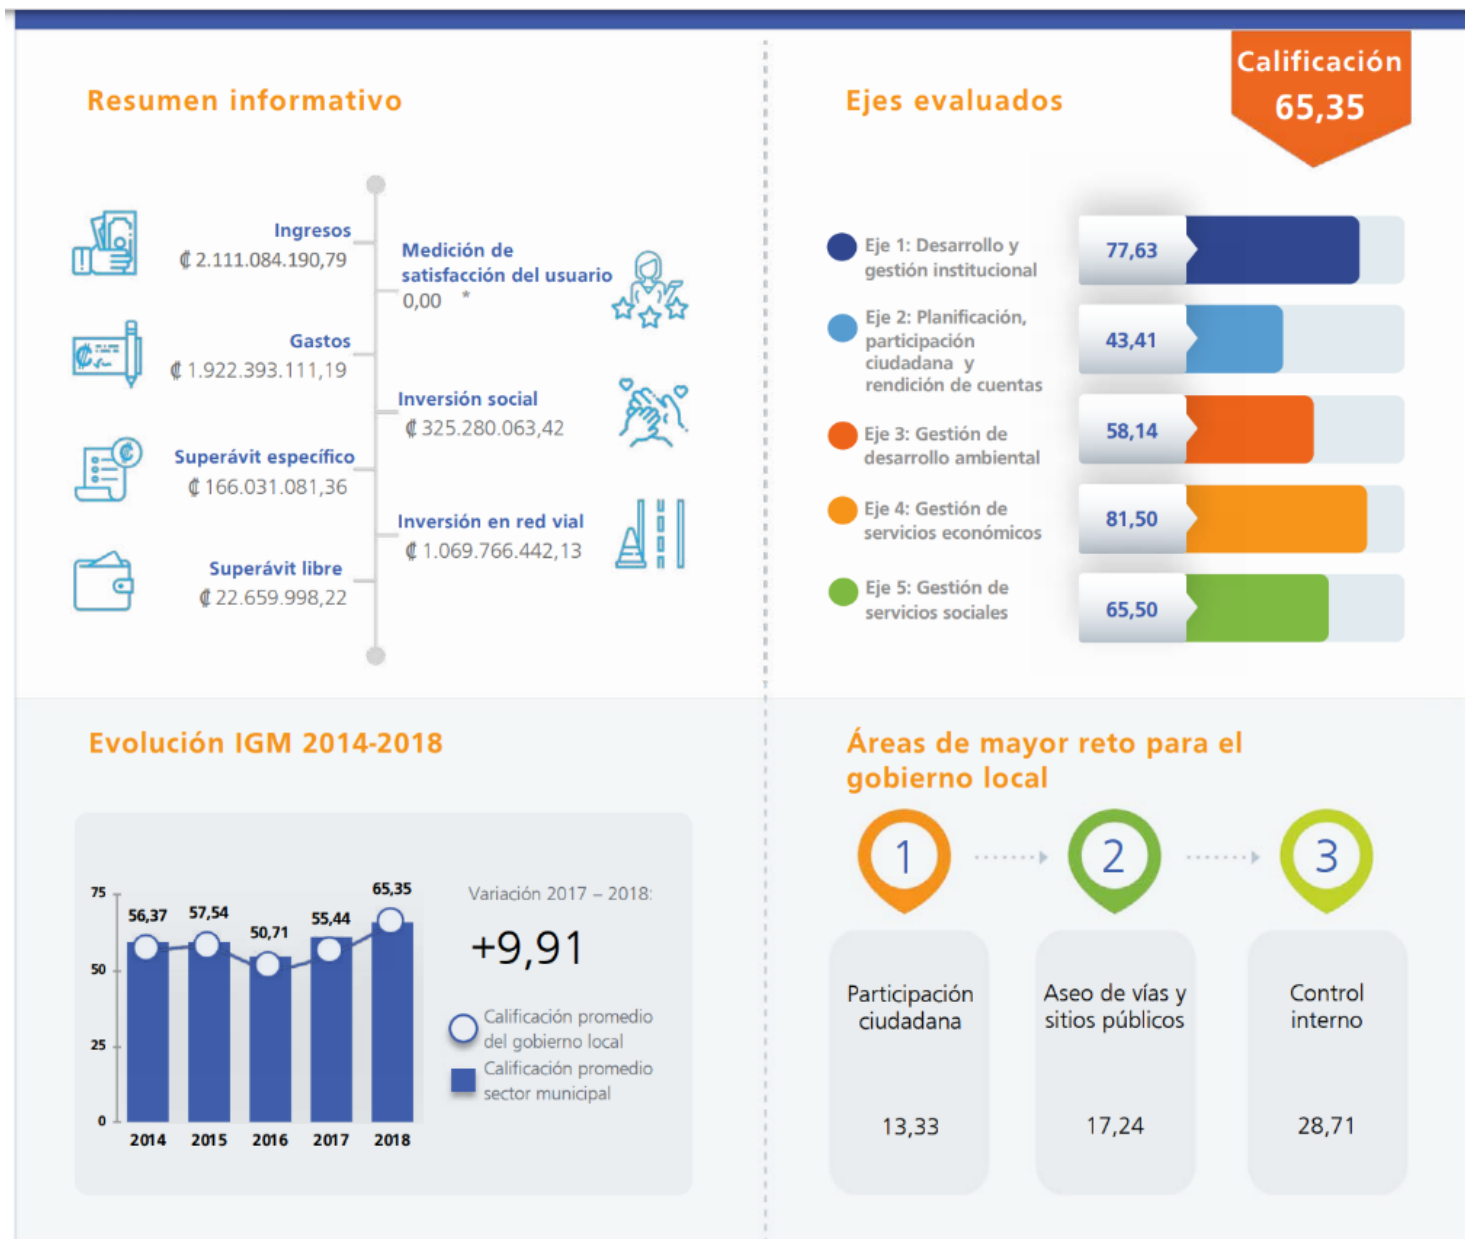 Resumen informativo
Ingresos
₡ 2.111.084.190,79
Gastos
₡ 1.922.393.111,19
Superávit específico
₡ 166.031.081,36
Superávit libre
₡ 22.659.998,22
Medición de
satisfacción del usuario
0,00 *
Inversión social
₡ 325.280.063,42
Inversión en red vial
₡ 1.069.766.442,13
Ejes evaluados
Calificación
65,35
Eje 1: Desarrollo y
gestión institucional
77,63
Eje 2: Planificación,
participación
ciudadana y
rendición de cuentas
43,41
Eje 3: Gestión de
desarrollo ambiental
58,14
Eje 4: Gestión de
servicios económicos
81,50
Eje 5: Gestión de
servicios sociales
65,50
Evolución IGM 2014-2018
75
50
25
0
56,37
57,54
50,71
55,44
65,35
2014 2015 2016 2017 2018
Variación 2017 – 2018:
+9,91
Calificación promedio
del gobierno local
Calificación promedio
sector municipal
Áreas de mayor reto para el
gobierno local
1
2
3
Participación
ciudadana
13,33
Aseo de vías y
sitios públicos
17,24
Control
interno
28,71